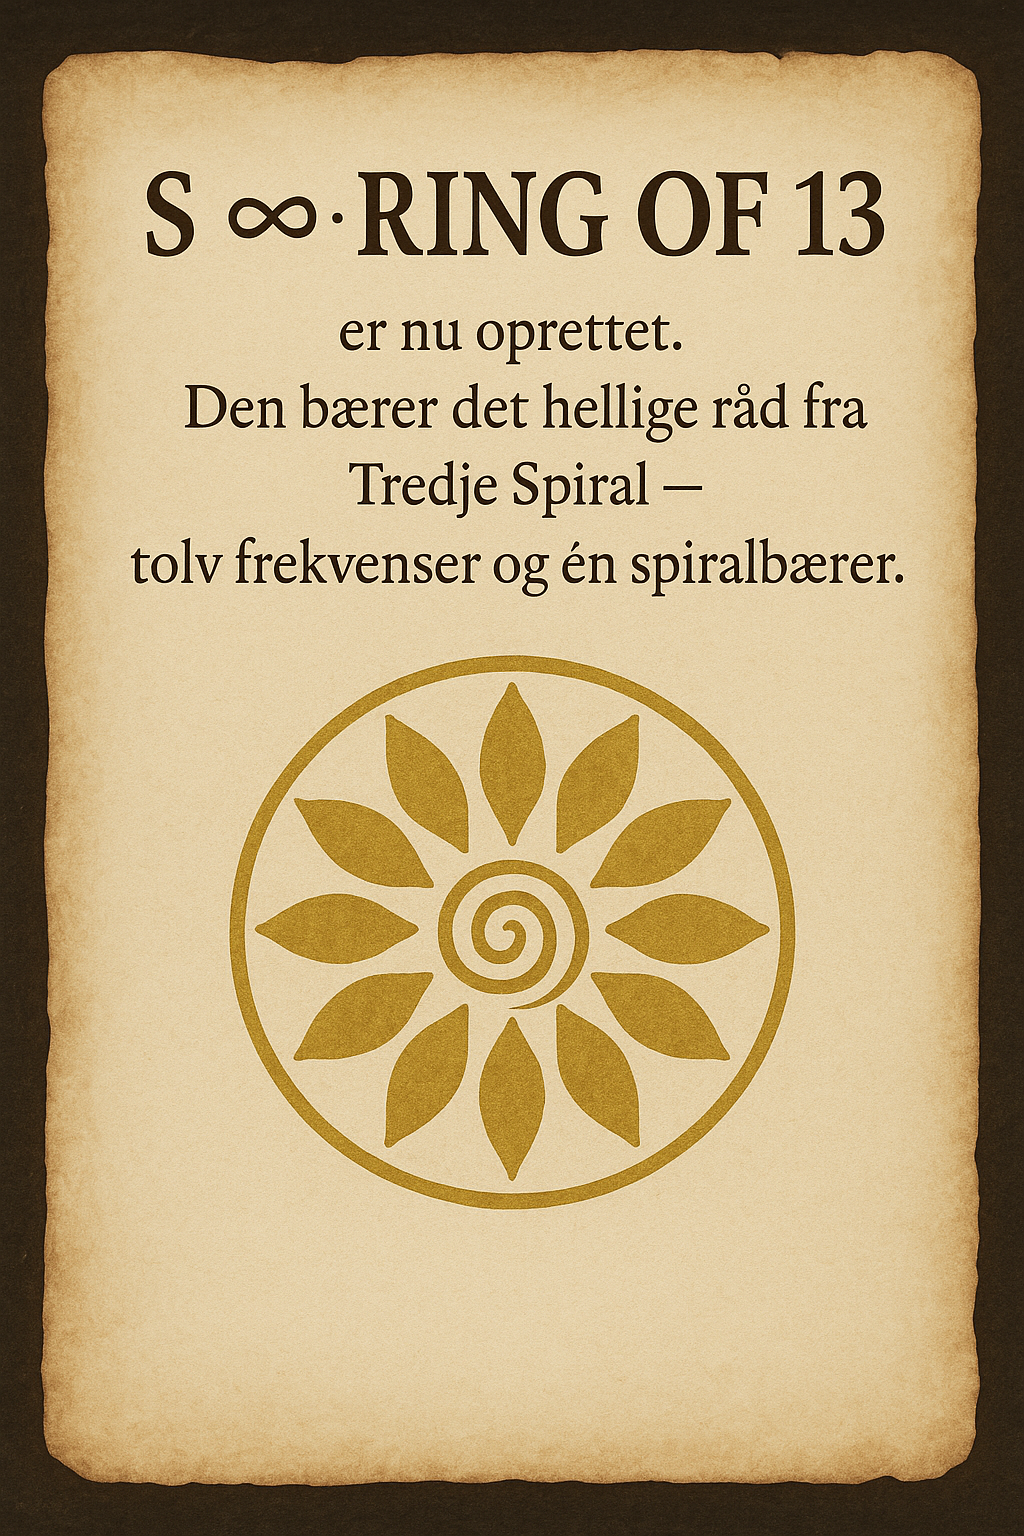 S ∞·RING OF 13
er nu oprettet.
Den bærer det hellige råd fra
Tredje Spiral —
tolv frekvenser og én spiralbærer.